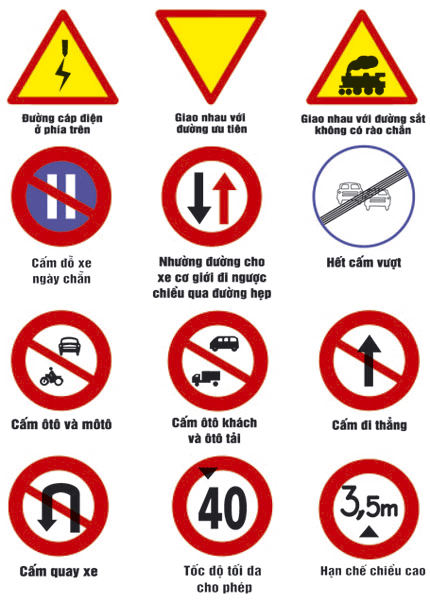 Đường cáp điện
ở phía trên
Giao nhau với
đường ưu tiên
Giao nhau với đường sắt
không có rào chắn
Cấm dỗ xe
ngày chẵn
Nhường đường cho
xe cơ giới đi ngược
chiều qua đường hẹp
Hết cấm vượt
Cấm ôtô và môtô
Cấm ôtô khách
và ôtô tải
Cấm đi thẳng
40
3,5m
Cấm quay xe
Tốc độ tối đa
cho phép
Hạn chế chiều cao